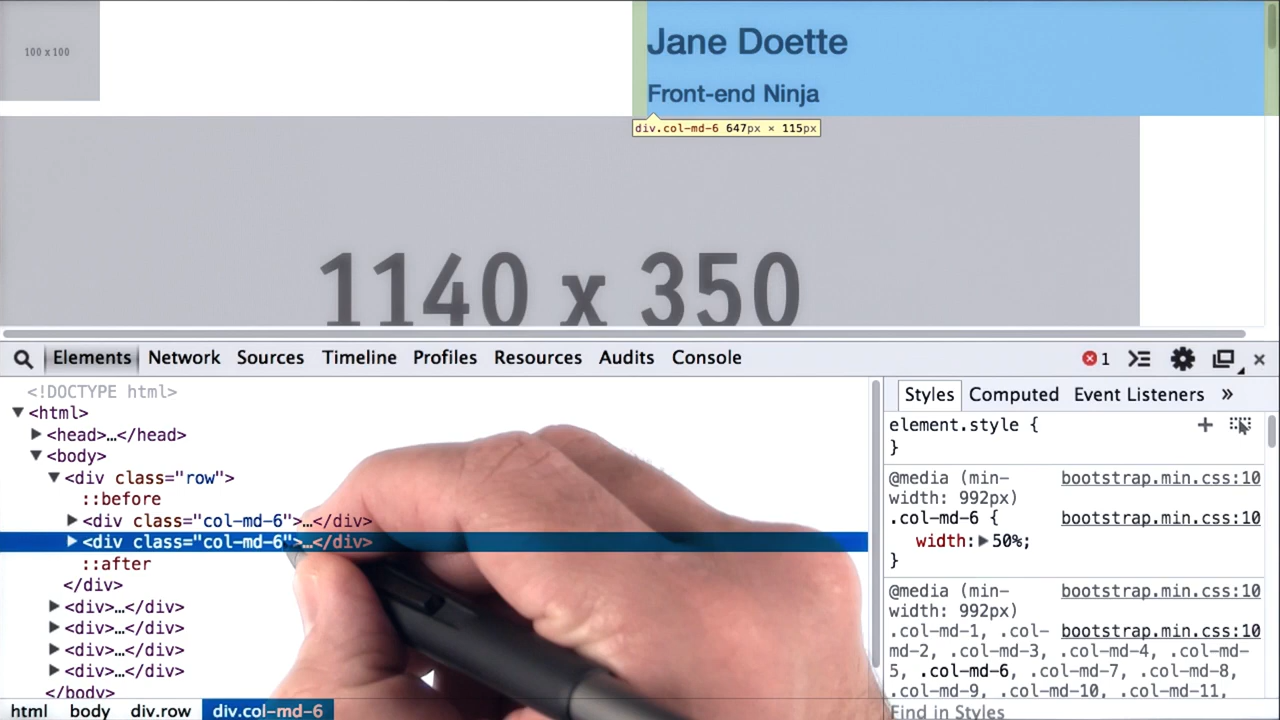 100 x 100
Jane Doette
Front-end Ninja
div.col-md-6 647px × 115px
1140 x 350
Elements Network Sources Timeline Profiles Resources Audits Console
1
<!DOCTYPE html>
<html>
<head>…</head>
<body>
<div class="row">
::before
<div class="col-md-6">…</div>
<div class="col-md-6">…</div>
::after
</div>
<div>…</div>
<div>…</div>
<div>…</div>
<div>…</div>
</body>
html body div.row div.col-md-6
Styles Computed Event Listeners »
element.style {
}
@media (min- bootstrap.min.css:10
width: 992px)
.col-md-6 { bootstrap.min.css:10
width: 50%;
}
@media (min- bootstrap.min.css:10
width: 992px)
.col-md-1, .col- bootstrap.min.css:10
md-2, .col-md-3, .col-md-4, .col-md-
5, .col-md-6, .col-md-7, .col-md-8,
.col-md-9, .col-md-10, .col-md-11,
Find in Styles